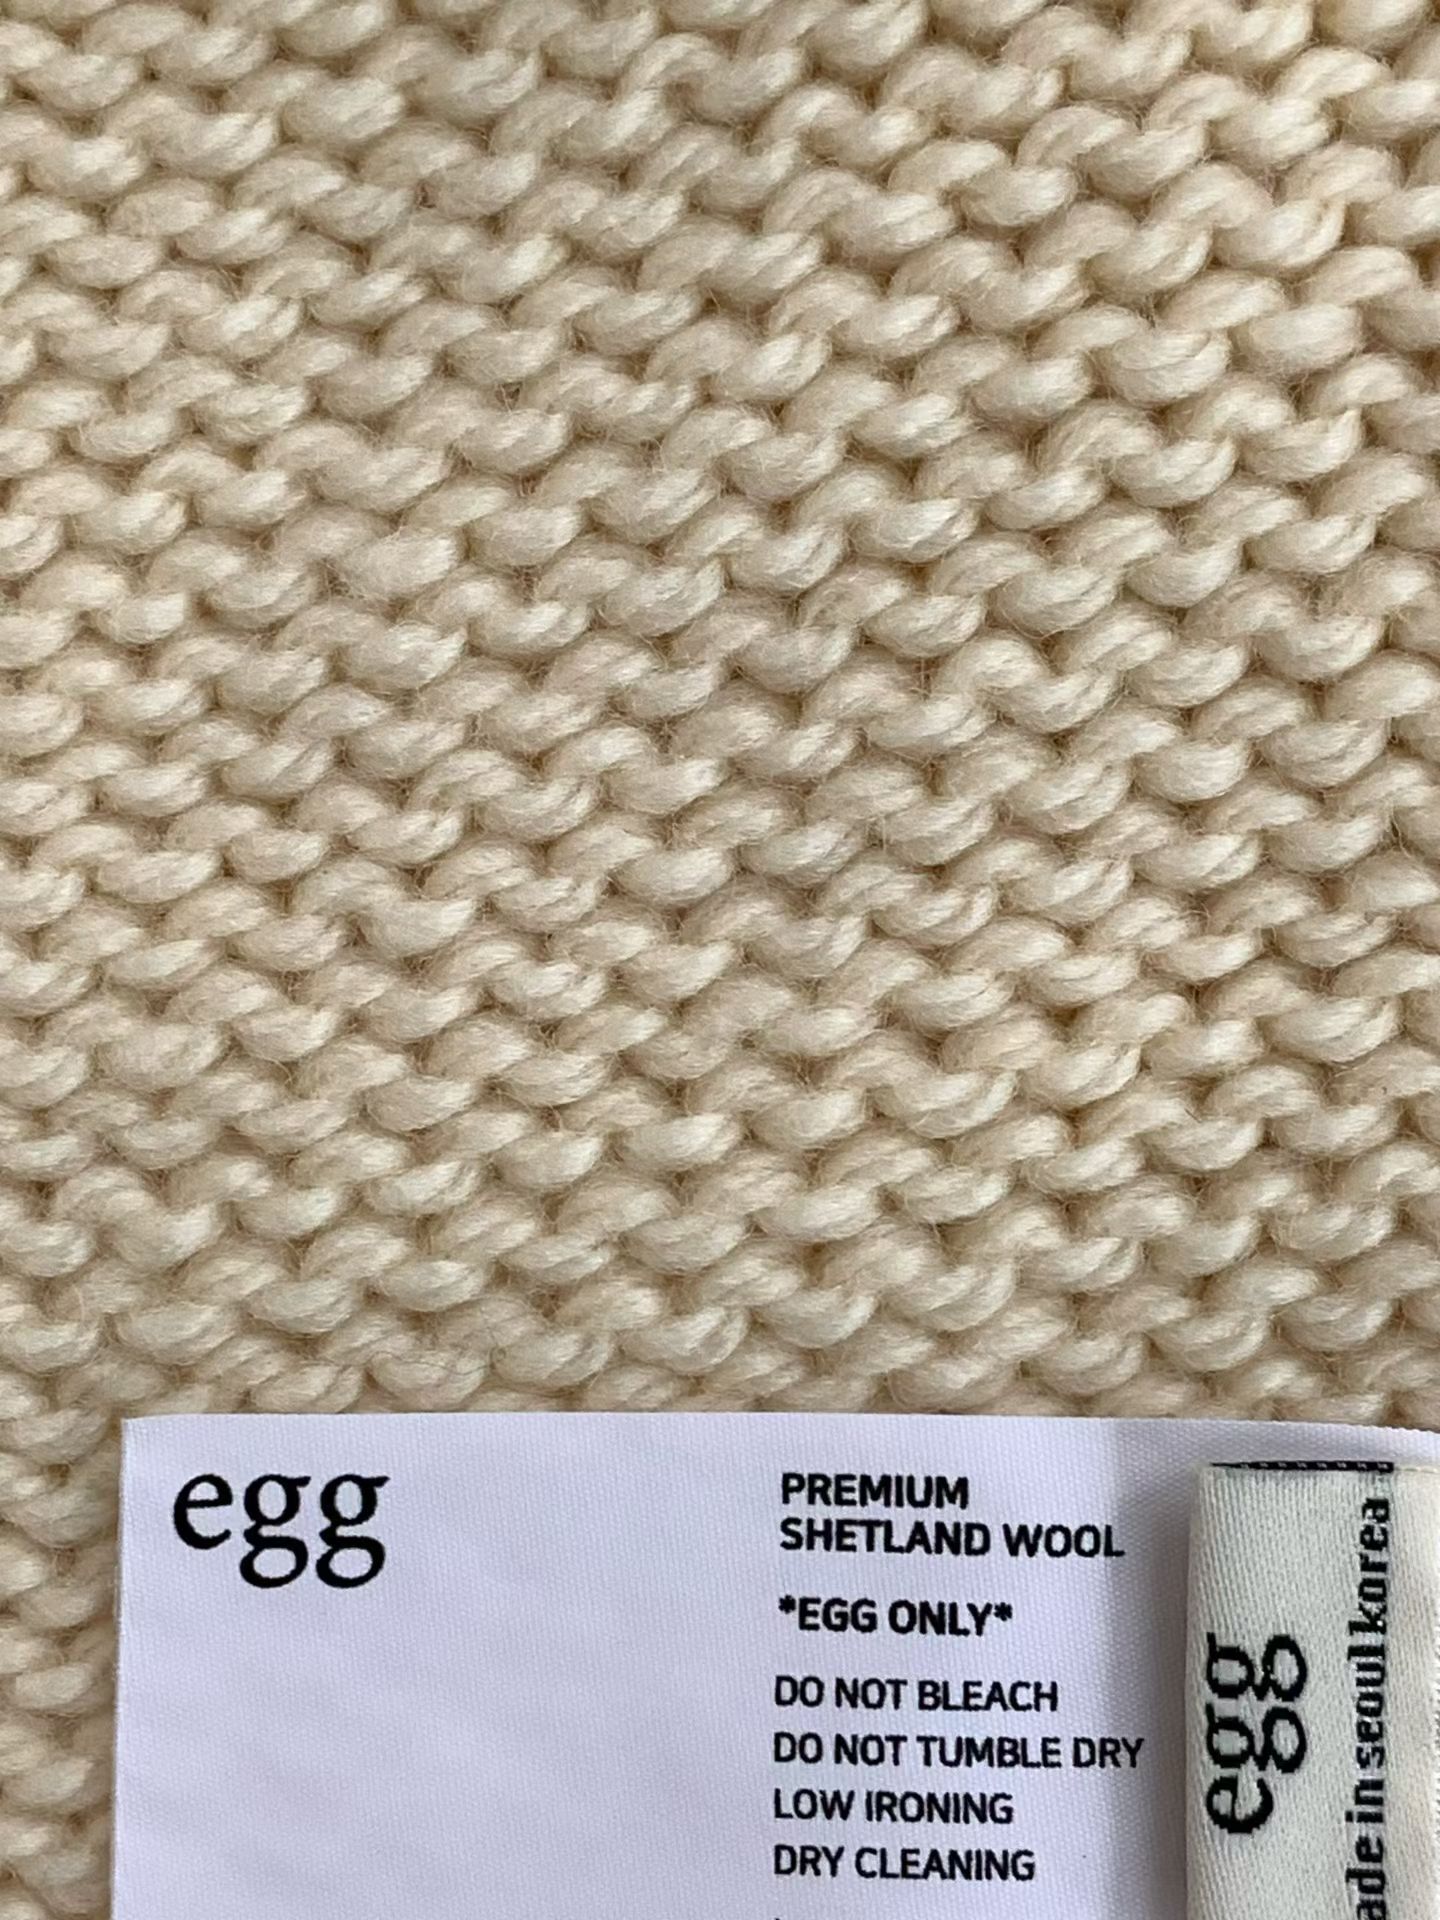 egg
PREMIUM
SHETLAND WOOL
*EGG ONLY*
DO NOT BLEACH
DO NOT TUMBLE DRY
LOW IRONING
DRY CLEANING
egg
ade in seoul korea